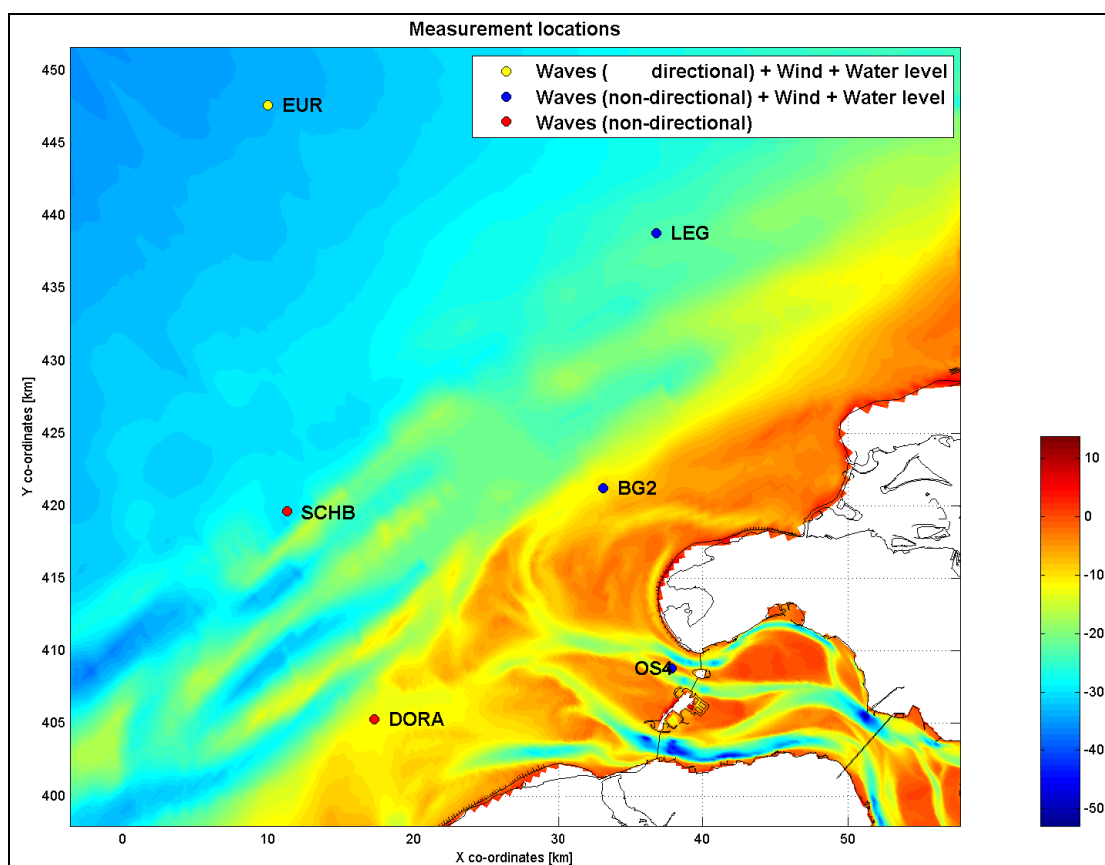 Measurement locations
Waves ( directional) + Wind + Water level
Waves (non-directional) + Wind + Water level
Waves (non-directional)
EUR
LEG
BG2
SCHB
OS4
DORA
Y co-ordinates [km]
450
445
440
435
430
425
420
415
410
405
400
0
10
20
30
40
50
X co-ordinates [km]
10
0
-10
-20
-30
-40
-50